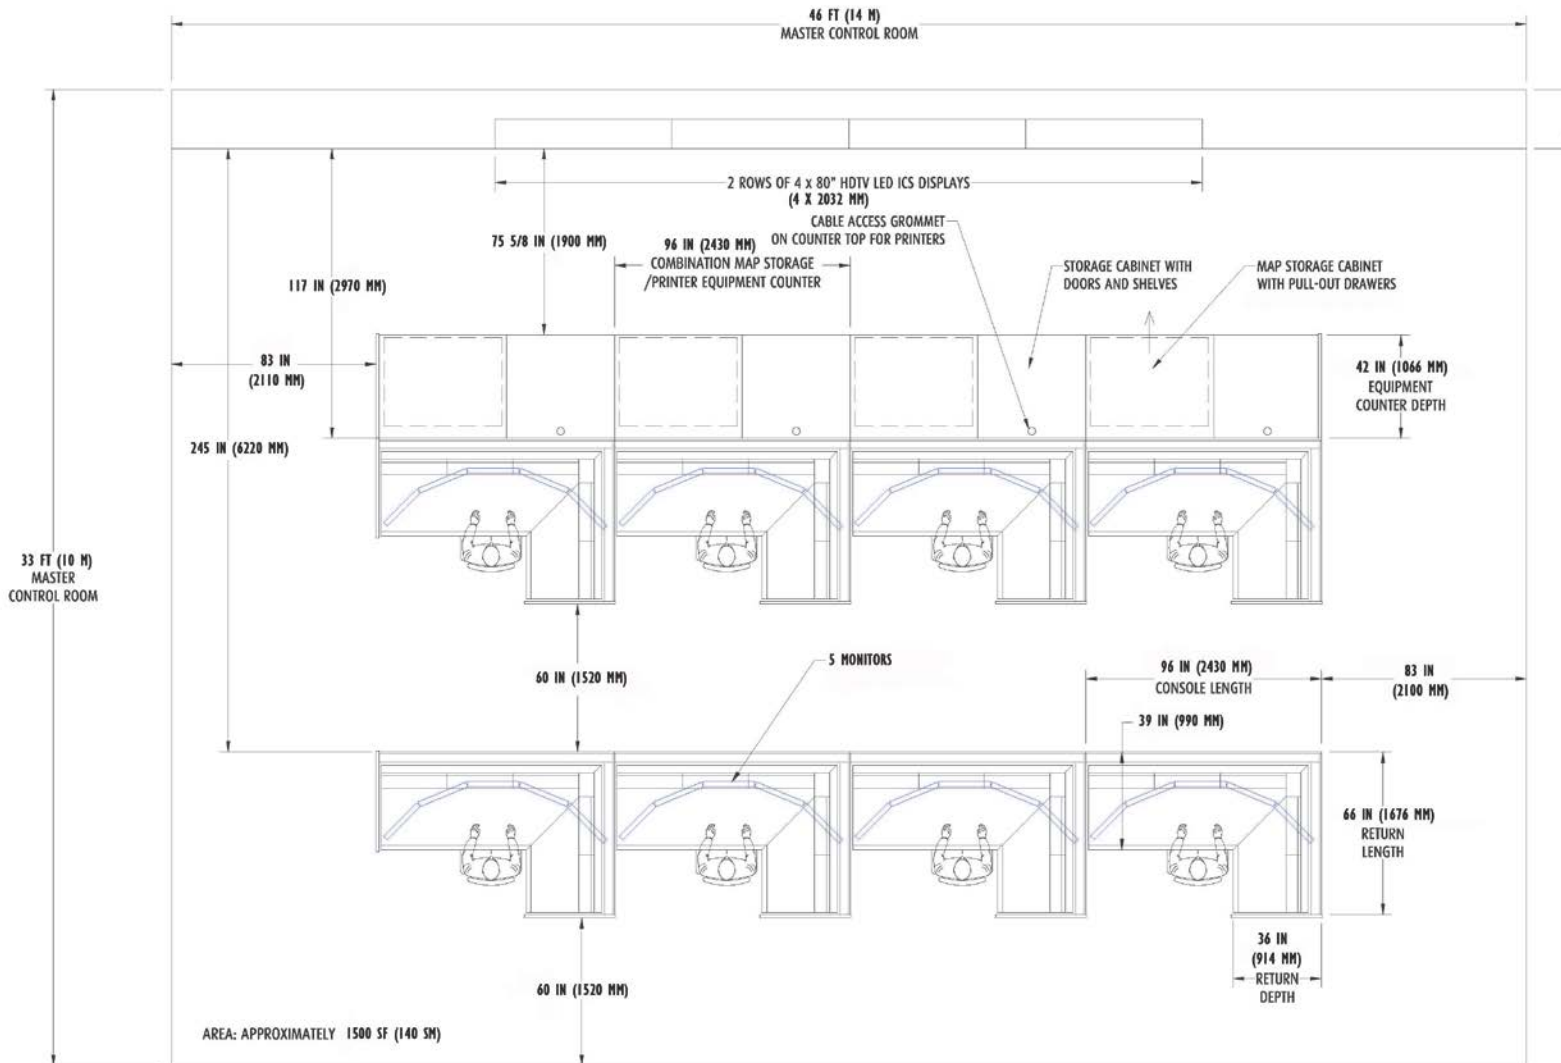 46 FT (14 M)
MASTER CONTROL ROOM
2 ROWS OF 4 x 80" HDTV LED ICS DISPLAYS
(4 X 2032 MM)
CABLE ACCESS GROMMET
ON COUNTER TOP FOR PRINTERS
75 5/8 IN (1900 MM)
96 IN (2430 MM)
COMBINATION MAP STORAGE
/PRINTER EQUIPMENT COUNTER
STORAGE CABINET WITH
DOORS AND SHELVES
MAP STORAGE CABINET
WITH PULL-OUT DRAWERS
117 IN (2970 MM)
83 IN
(2110 MM)
42 IN (1066 MM)
EQUIPMENT
COUNTER DEPTH
245 IN (6220 MM)
33 FT (10 M)
MASTER
CONTROL ROOM
5 MONITORS
60 IN (1520 MM)
96 IN (2430 MM)
CONSOLE LENGTH
83 IN
(2100 MM)
39 IN (990 MM)
66 IN (1676 MM)
RETURN
LENGTH
36 IN
(914 MM)
RETURN
DEPTH
60 IN (1520 MM)
AREA: APPROXIMATELY 1500 SF (140 SM)